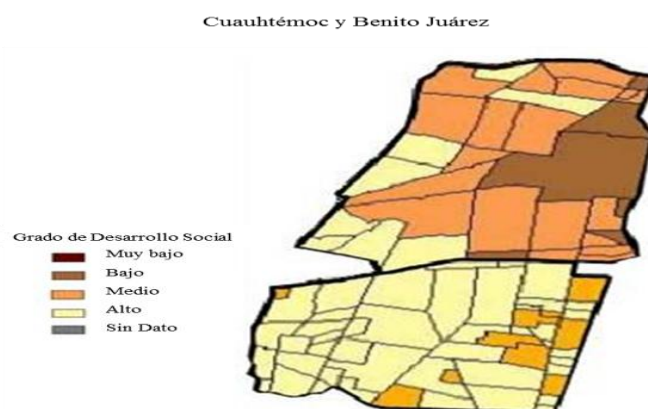 Cuauhtémoc y Benito Juárez
Grado de Desarrollo Social
Muy bajo
Bajo
Medio
Alto
Sin Dato